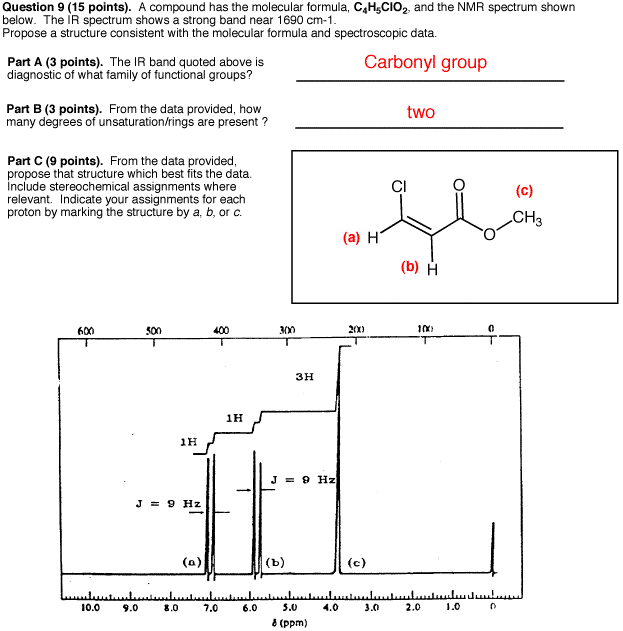 Question 9 (15 points). A compound has the molecular formula, C₄H₅ClO₂, and the NMR spectrum shown
below. The IR spectrum shows a strong band near 1690 cm-1.
Propose a structure consistent with the molecular formula and spectroscopic data.
Part A (3 points). The IR band quoted above is
diagnostic of what family of functional groups?
Carbonyl group
Part B (3 points). From the data provided, how
many degrees of unsaturation/rings are present ?
two
Part C (9 points). From the data provided,
propose that structure which best fits the data.
Include stereochemical assignments where
relevant. Indicate your assignments for each
proton by marking the structure by a, b, or c.
Cl O (c)
CH₃
(a) H O
(b) H
600 500 400 300 200 100 0
3H
1H
1H
J = 9 Hz
J = 9 Hz
(a) (b) (c)
10.0 9.0 8.0 7.0 6.0 5.0 4.0 3.0 2.0 1.0 0
δ (ppm)